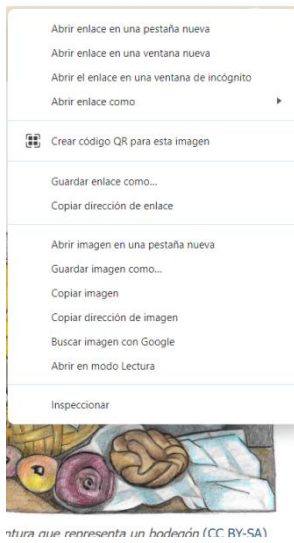 Abrir enlace en una pestaña nueva
Abrir enlace en una ventana nueva
Abrir el enlace en una ventana de incógnito
Abrir enlace como
Crear código QR para esta imagen
Guardar enlace como...
Copiar dirección de enlace
Abrir imagen en una pestaña nueva
Guardar imagen como...
Copiar imagen
Copiar dirección de imagen
Buscar imagen con Google
Abrir en modo Lectura
Inspeccionar
ntura que representa un bodegón (CC BY-SA)